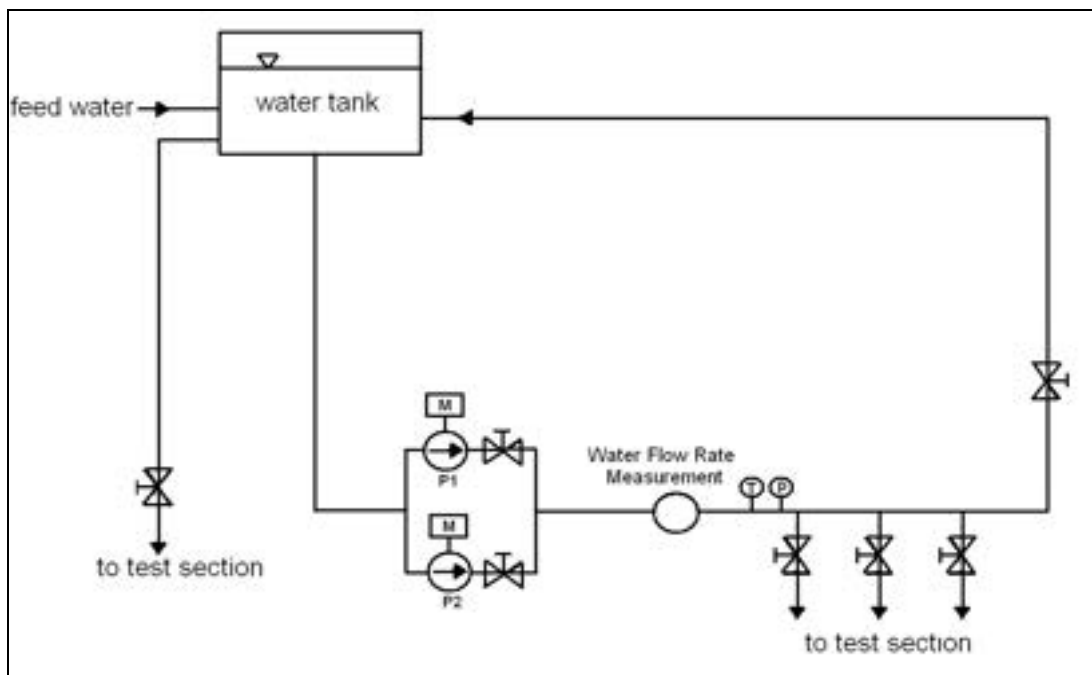 feed water
water tank
M
P1
M
P2
Water Flow Rate
Measurement
T
P
to test section
to test section